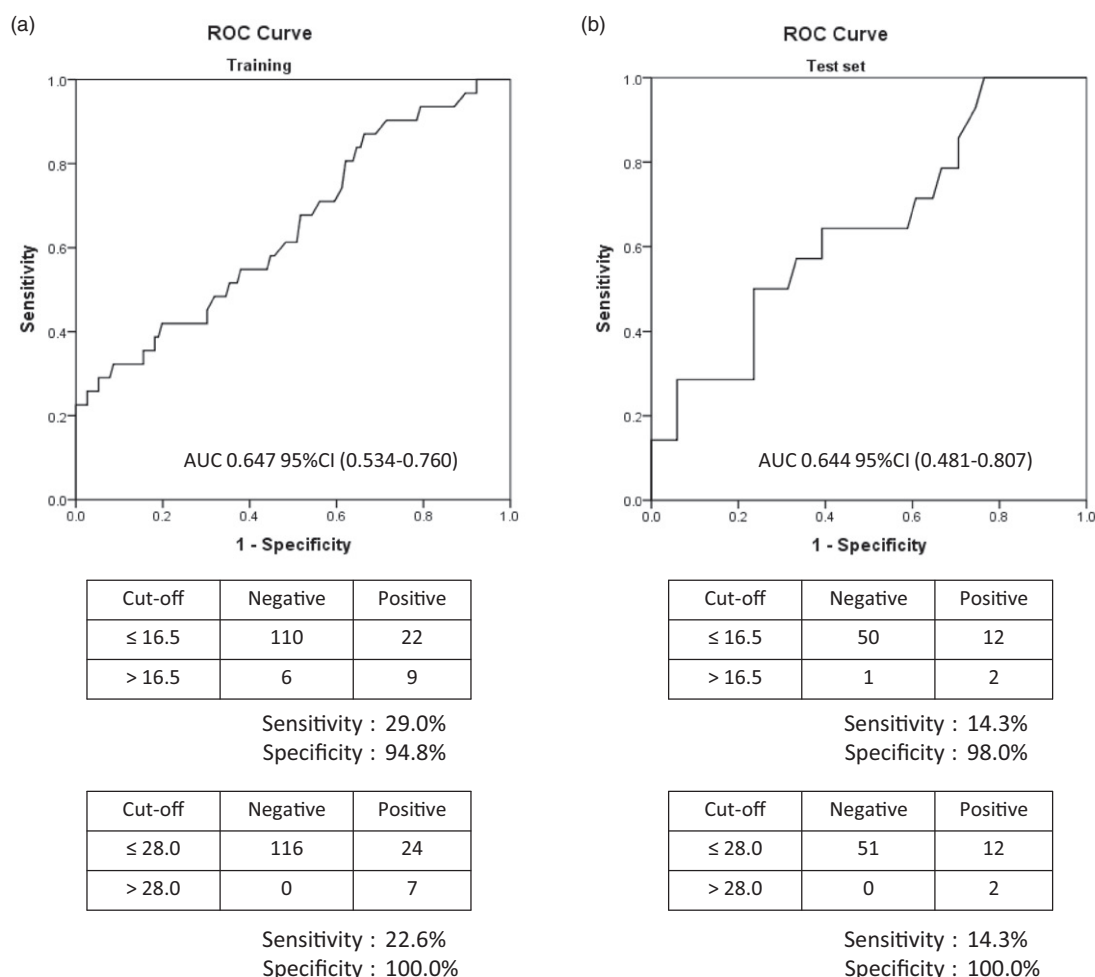 (a)
ROC Curve
Training
1.0
0.8
0.6
0.4
0.2
0.0
Sensitivity
AUC 0.647 95%CI (0.534-0.760)
0.0 0.2 0.4 0.6 0.8 1.0
1 - Specificity
Cut-off Negative Positive
≤ 16.5 110 22
> 16.5 6 9
Sensitivity : 29.0%
Specificity : 94.8%
Cut-off Negative Positive
≤ 28.0 116 24
> 28.0 0 7
Sensitivity : 22.6%
Specificity : 100.0%
(b)
ROC Curve
Test set
1.0
0.8
0.6
0.4
0.2
0.0
Sensitivity
AUC 0.644 95%CI (0.481-0.807)
0.0 0.2 0.4 0.6 0.8 1.0
1 - Specificity
Cut-off Negative Positive
≤ 16.5 50 12
> 16.5 1 2
Sensitivity : 14.3%
Specificity : 98.0%
Cut-off Negative Positive
≤ 28.0 51 12
> 28.0 0 2
Sensitivity : 14.3%
Specificity : 100.0%